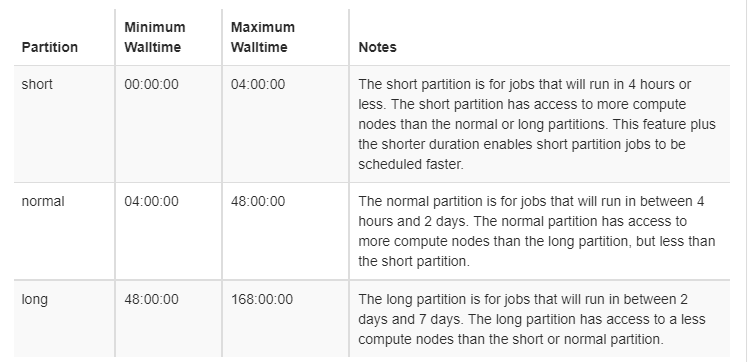 Partition Minimum Walltime Maximum Walltime Notes
short 00:00:00 04:00:00 The short partition is for jobs that will run in 4 hours or
less. The short partition has access to more compute
nodes than the normal or long partitions. This feature plus
the shorter duration enables short partition jobs to be
scheduled faster.
normal 04:00:00 48:00:00 The normal partition is for jobs that will run in between 4
hours and 2 days. The normal partition has access to
more compute nodes than the long partition, but less than
the short partition.
long 48:00:00 168:00:00 The long partition is for jobs that will run in between 2
days and 7 days. The long partition has access to a less
compute nodes than the short or normal partition.